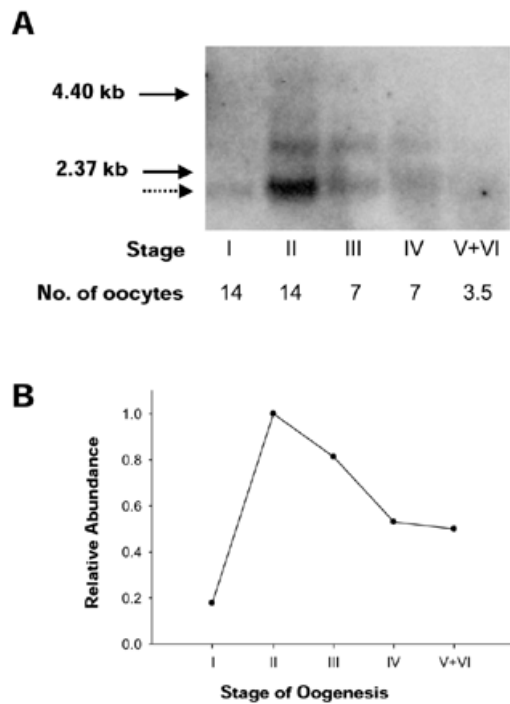 A
4.40 kb
2.37 kb
Stage I II III IV V+VI
No. of oocytes 14 14 7 7 3.5
B
Relative Abundance
1.0
0.8
0.6
0.4
0.2
0.0
I II III IV V+VI
Stage of Oogenesis